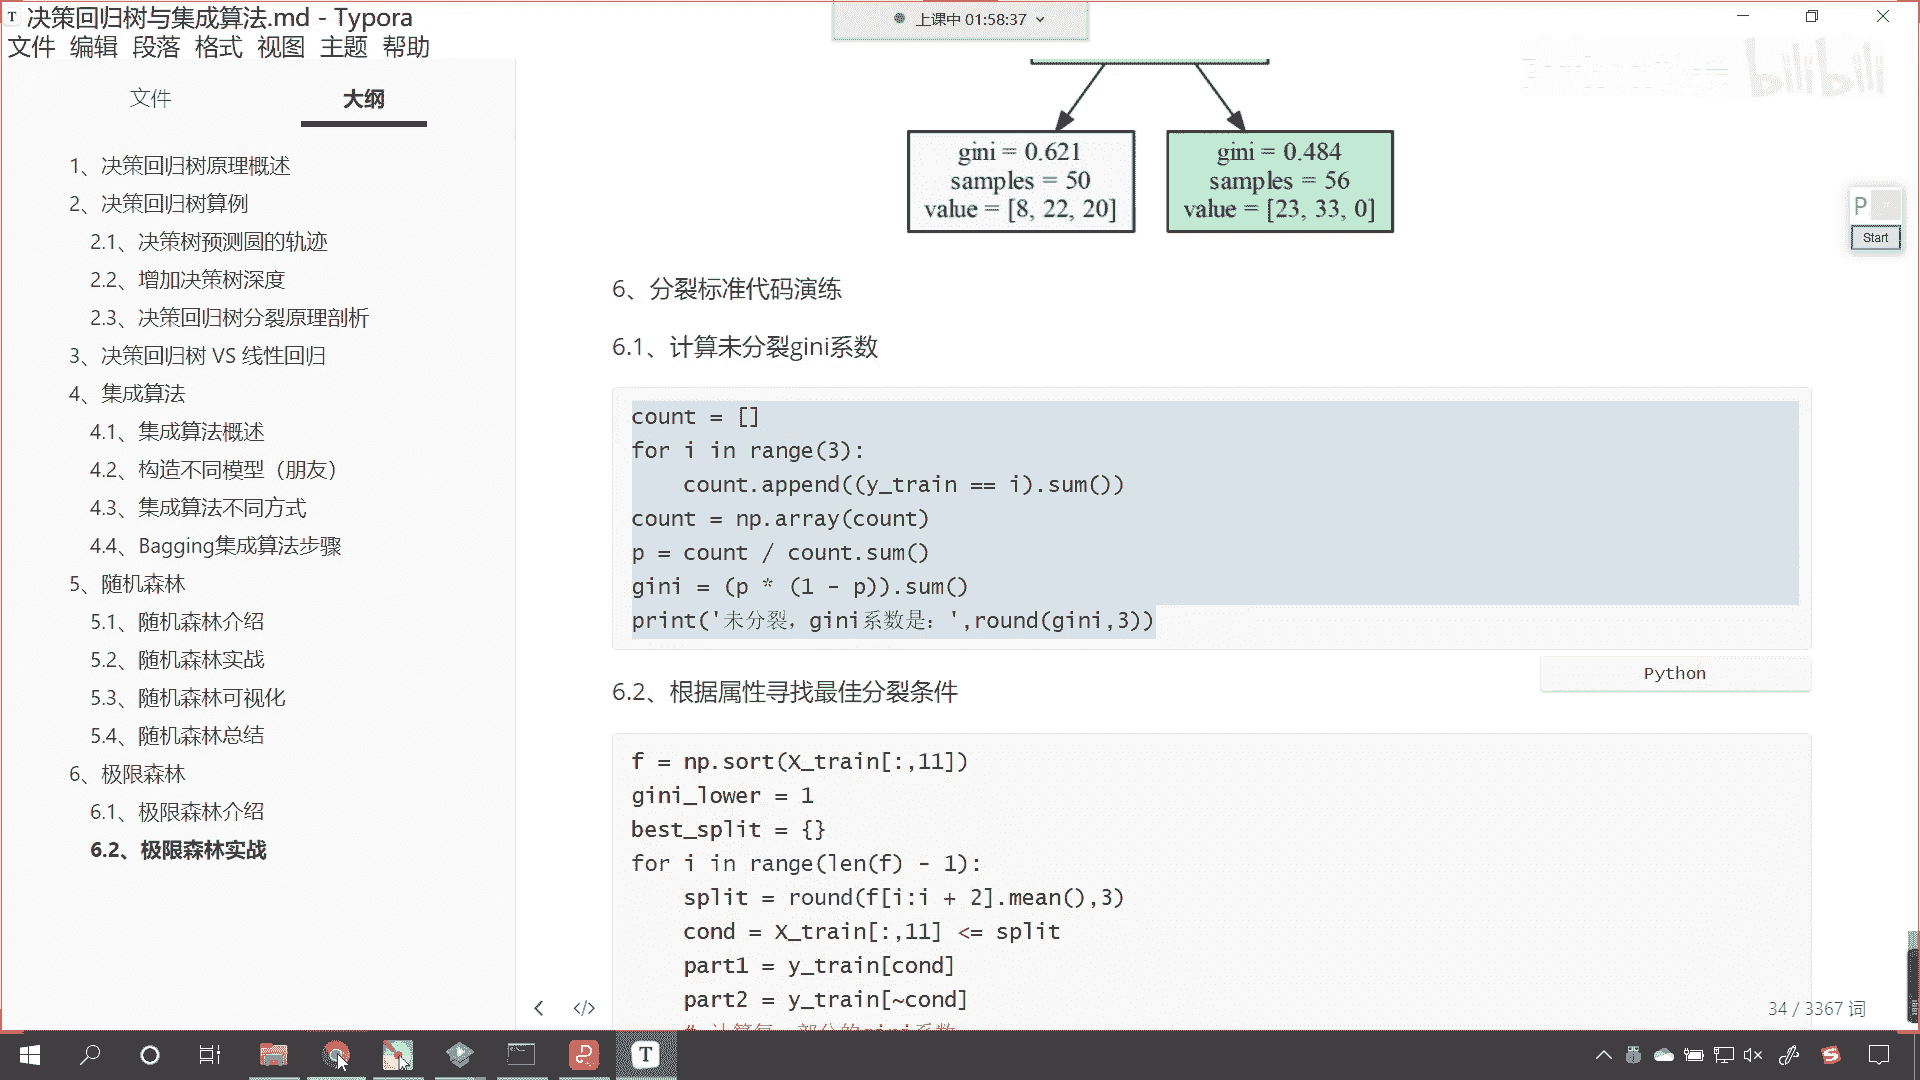 决策回归树与集成算法.md - Typora
上课中 01:58:37
文件 编辑 段落 格式 视图 主题 帮助
bilibili
文件
大纲
1、决策回归树原理概述
2、决策回归树算例
2.1、决策树预测圆的轨迹
2.2、增加决策树深度
2.3、决策回归树分裂原理剖析
3、决策回归树 VS 线性回归
4、集成算法
4.1、集成算法概述
4.2、构造不同模型（朋友）
4.3、集成算法不同方式
4.4、Bagging集成算法步骤
5、随机森林
5.1、随机森林介绍
5.2、随机森林实战
5.3、随机森林可视化
5.4、随机森林总结
6、极限森林
6.1、极限森林介绍
6.2、极限森林实战
gini = 0.621
samples = 50
value = [8, 22, 20]
gini = 0.484
samples = 56
value = [23, 33, 0]
P
Start
6、分裂标准代码演练
6.1、计算未分裂gini系数
count = []
for i in range(3):
    count.append((y_train == i).sum())
count = np.array(count)
p = count / count.sum()
gini = (p * (1 - p)).sum()
print('未分裂，gini系数是：',round(gini,3))
Python
6.2、根据属性寻找最佳分裂条件
f = np.sort(X_train[:,11])
gini_lower = 1
best_split = {}
for i in range(len(f) - 1):
    split = round(f[i:i + 2].mean(),3)
    cond = X_train[:,11] <= split
    part1 = y_train[cond]
    part2 = y_train[~cond]
    # 计算每一部分的gini系数
34 / 3367 词